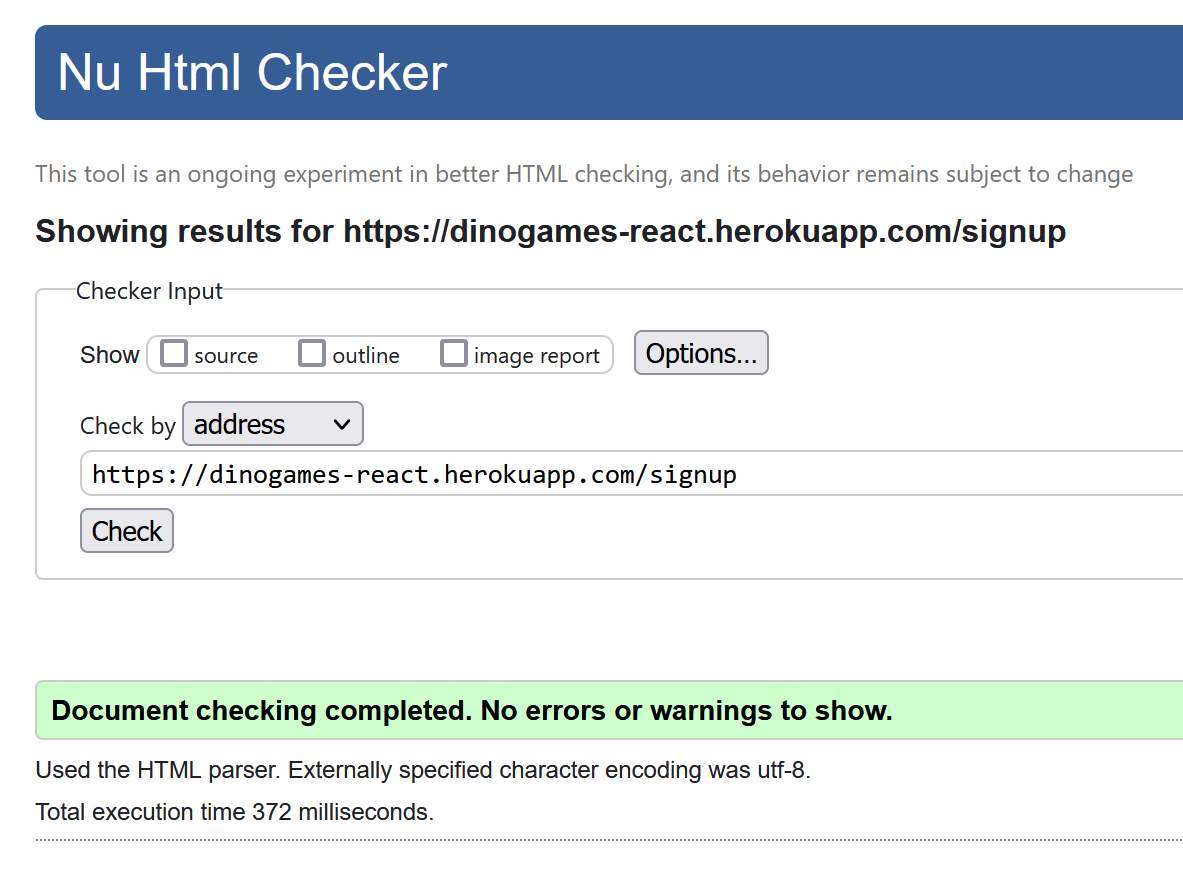 Nu Html Checker
This tool is an ongoing experiment in better HTML checking, and its behavior remains subject to change
Showing results for https://dinogames-react.herokuapp.com/signup
Checker Input
Show source outline image report Options...
Check by address
https://dinogames-react.herokuapp.com/signup
Check
Document checking completed. No errors or warnings to show.
Used the HTML parser. Externally specified character encoding was utf-8.
Total execution time 372 milliseconds.